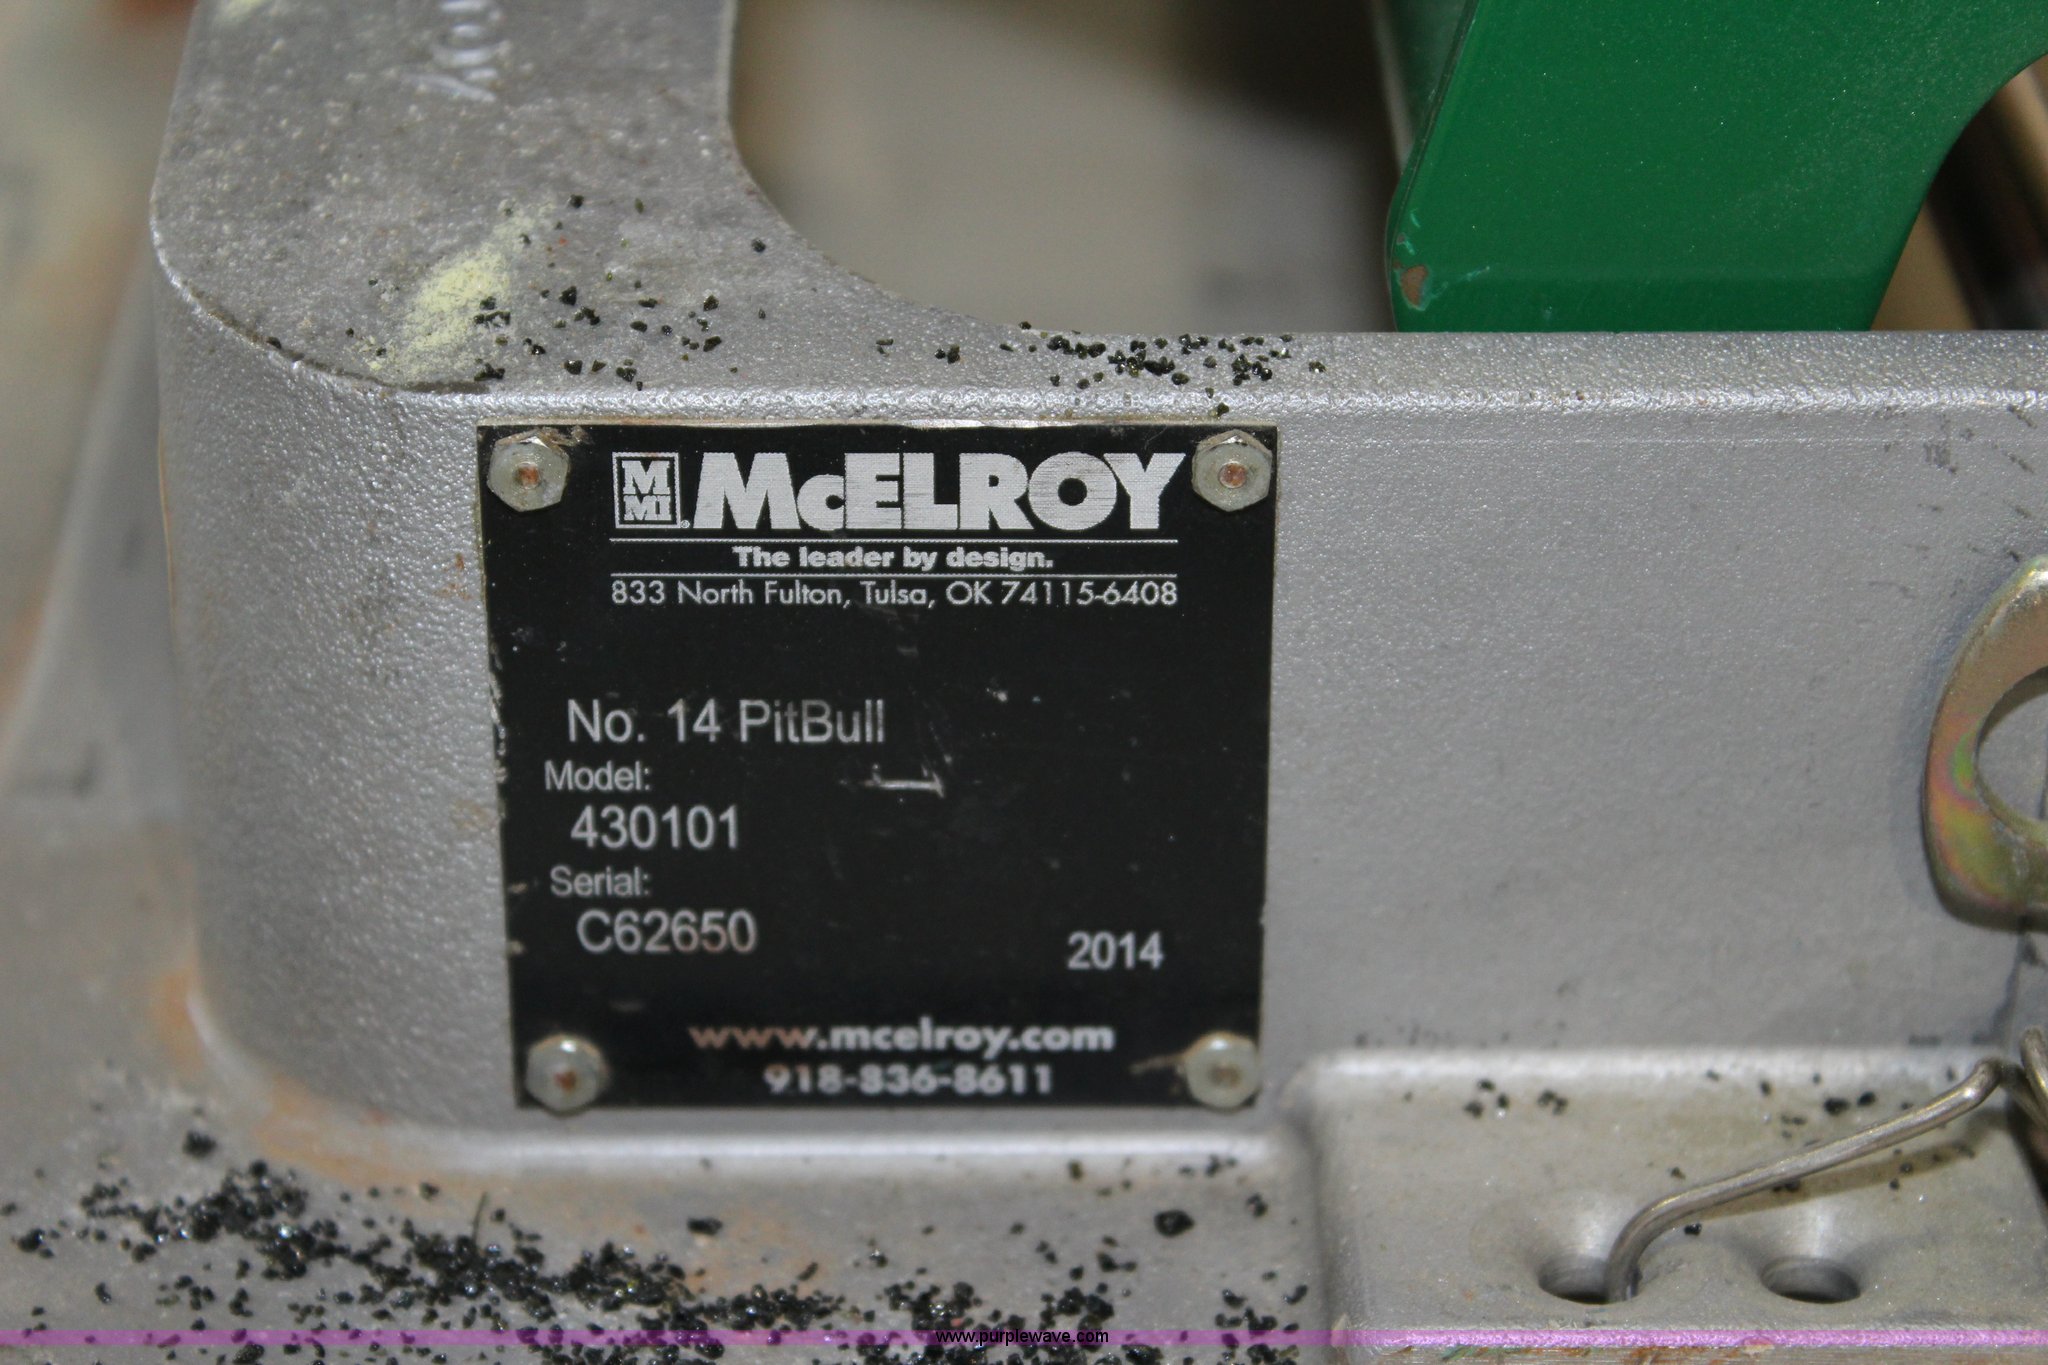 MMI® McELROY
The leader by design.
833 North Fulton, Tulsa, OK 74115-6408
No. 14 PitBull
Model:
430101
Serial:
C62650
2014
www.mcelroy.com
918-836-8611
www.purplewave.com